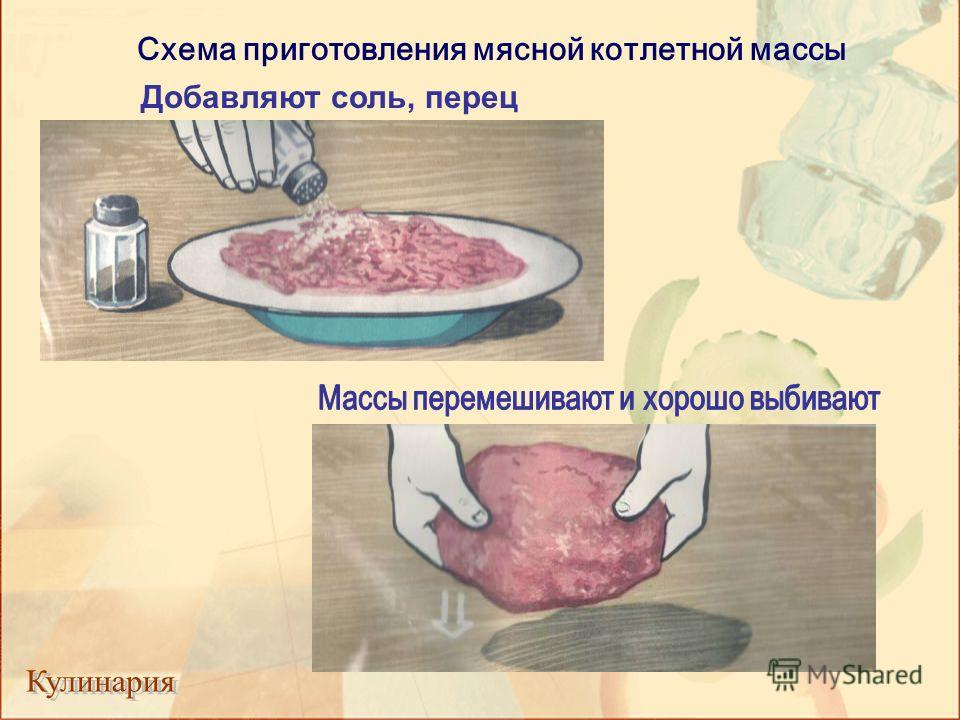 Схема приготовления мясной котлетной массы
Добавляют соль, перец
Массы перемешивают и хорошо выбивают
Кулинария
MyShared